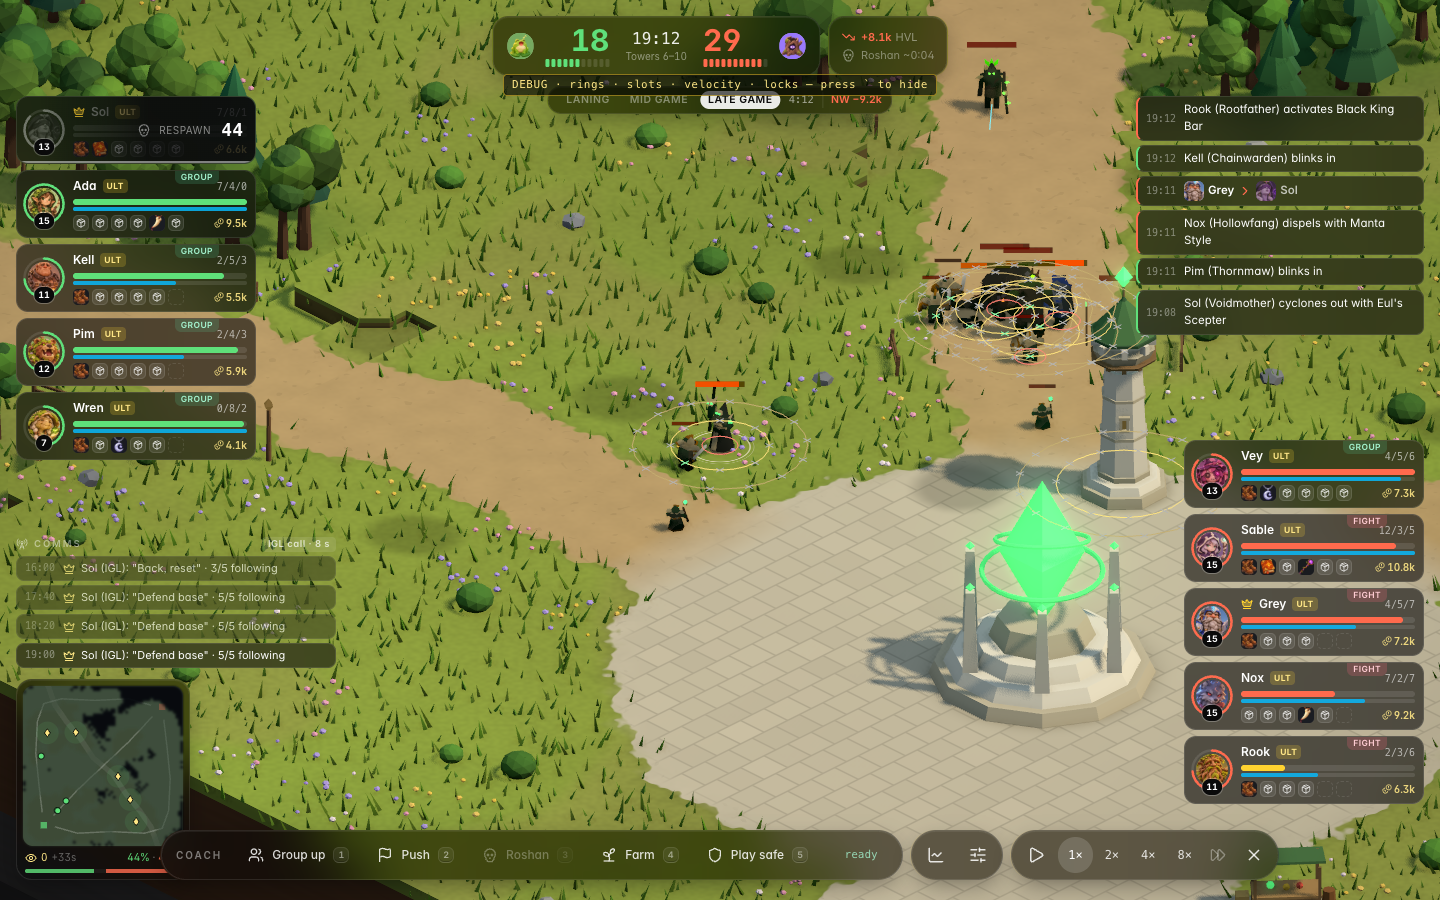 18
19:12
29
Towers 6–10
+8.1k HVL
Roshan ~0:04
DEBUG · rings · slots · velocity · locks — press ` to hide
LANING MID GAME LATE GAME 4:12 NW −9.2k
Sol ULT 7/8/1
RESPAWN 44
13
6.6k
GROUP
Ada ULT 7/4/0
15
9.5k
GROUP
Kell ULT 2/5/3
11
5.5k
GROUP
Pim ULT 2/4/3
12
5.9k
GROUP
Wren ULT 0/8/2
7
4.1k
19:12 Rook (Rootfather) activates Black King
Bar
19:12 Kell (Chainwarden) blinks in
19:11 Grey > Sol
19:11 Nox (Hollowfang) dispels with Manta
Style
19:11 Pim (Thornmaw) blinks in
19:08 Sol (Voidmother) cyclones out with Eul's
Scepter
GROUP
Vey ULT 4/5/6
13
7.3k
FIGHT
Sable ULT 12/3/5
15
10.8k
FIGHT
Grey ULT 4/5/7
15
7.2k
FIGHT
Nox ULT 7/2/7
15
9.2k
FIGHT
Rook ULT 2/3/6
11
6.3k
COMMS IGL call · 8 s
16:00 Sol (IGL): "Back, reset" · 3/5 following
17:40 Sol (IGL): "Defend base" · 5/5 following
18:20 Sol (IGL): "Defend base" · 5/5 following
19:00 Sol (IGL): "Defend base" · 5/5 following
0 +33s 44% ·
COACH Group up 1 Push 2 Roshan 3 Farm 4 Play safe 5 ready
1× 2× 4× 8×